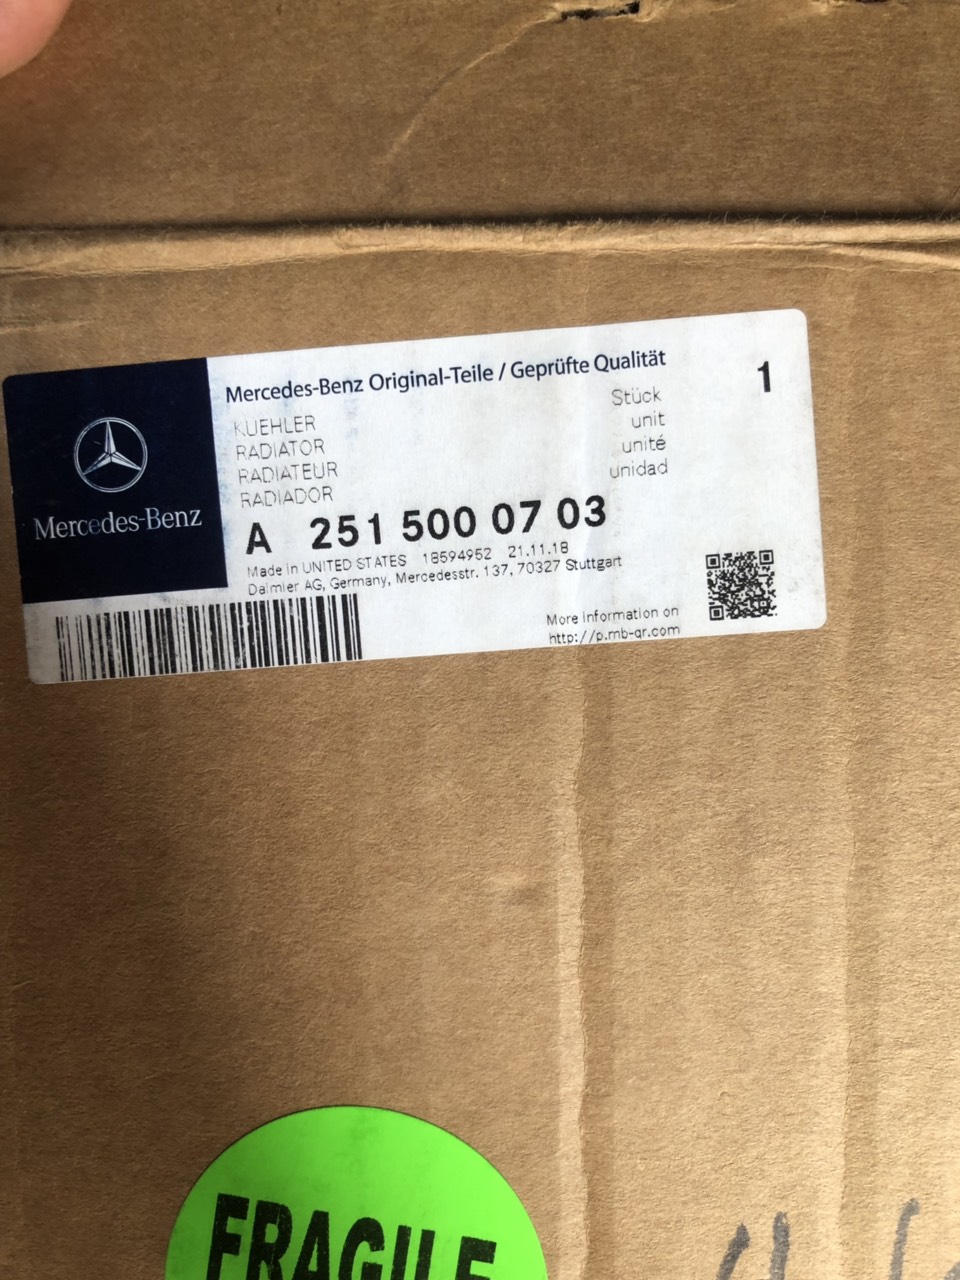 Mercedes-Benz Original-Teile / Geprüfte Qualität
1
KUEHLER
Stück
RADIATOR
unit
RADIATEUR
unité
RADIADOR
unidad
Mercedes-Benz
A 251 500 07 03
Made in UNITED STATES 18594952 21.11.18
Daimler AG, Germany, Mercedesstr. 137, 70327 Stuttgart
More information on
http://p.mb-qr.com
FRAGILE